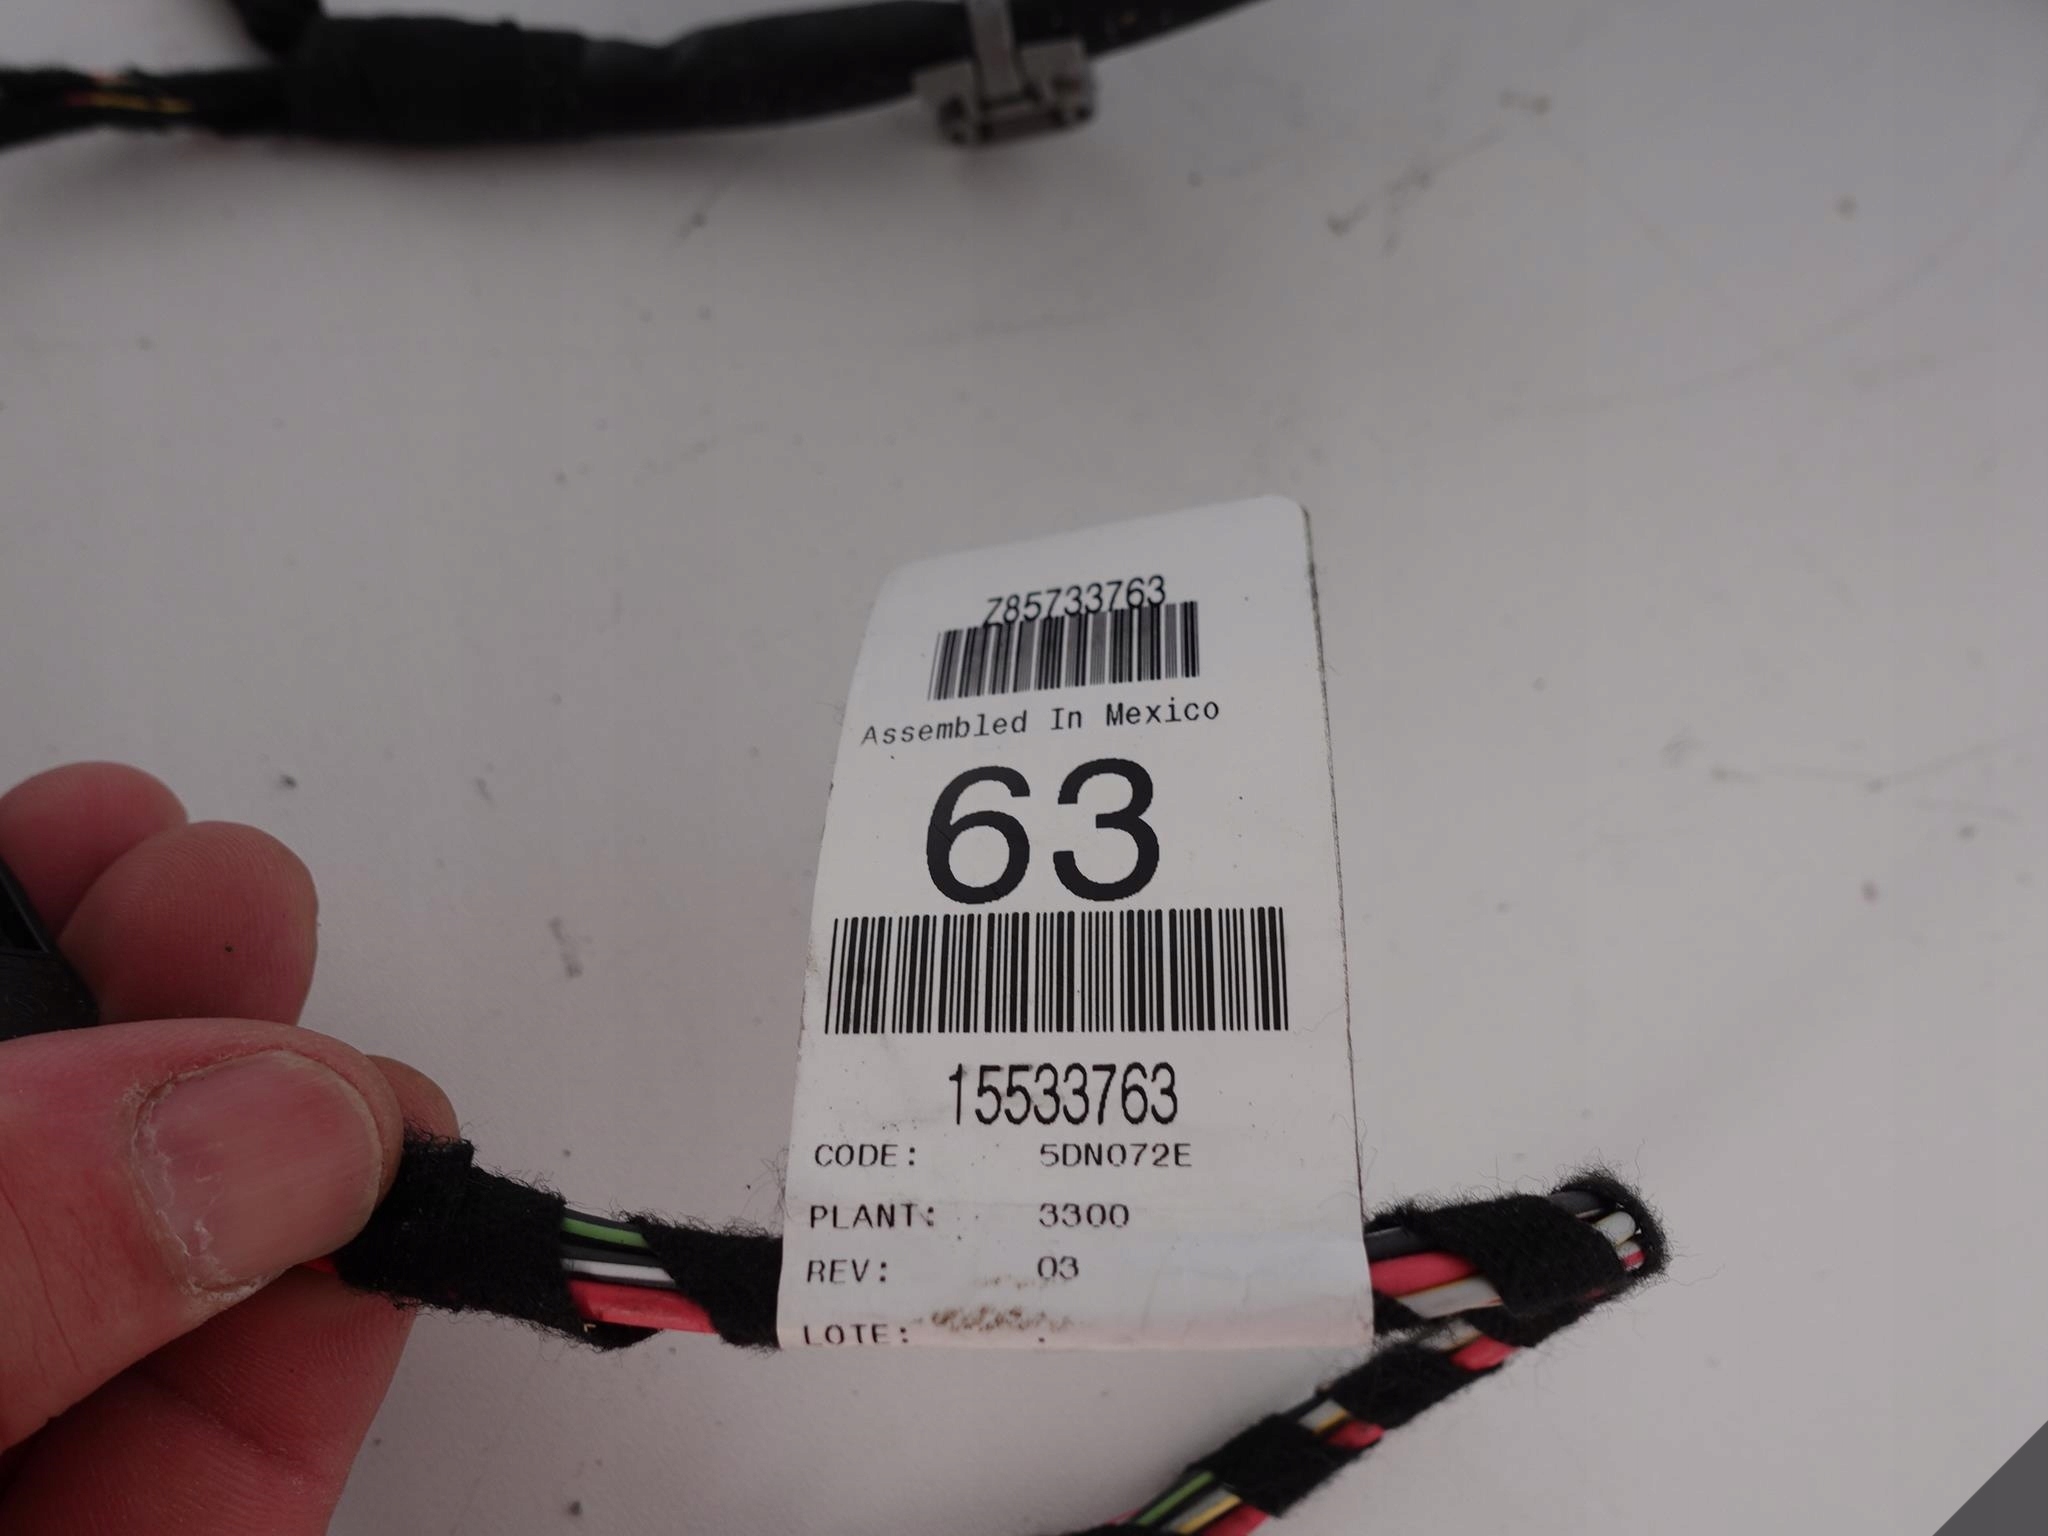 Z85733763
Assembled In Mexico
63
15533763
CODE: 5DN072E
PLANT: 3300
REV: 03
LOTE: .